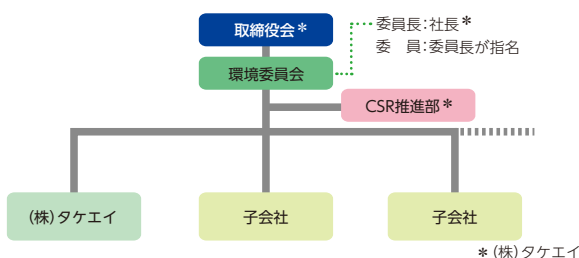 取締役会*
委員長:社長*
委　員:委員長が指名
環境委員会
CSR推進部*
(株)タケエイ
子会社
子会社
*(株)タケエイ